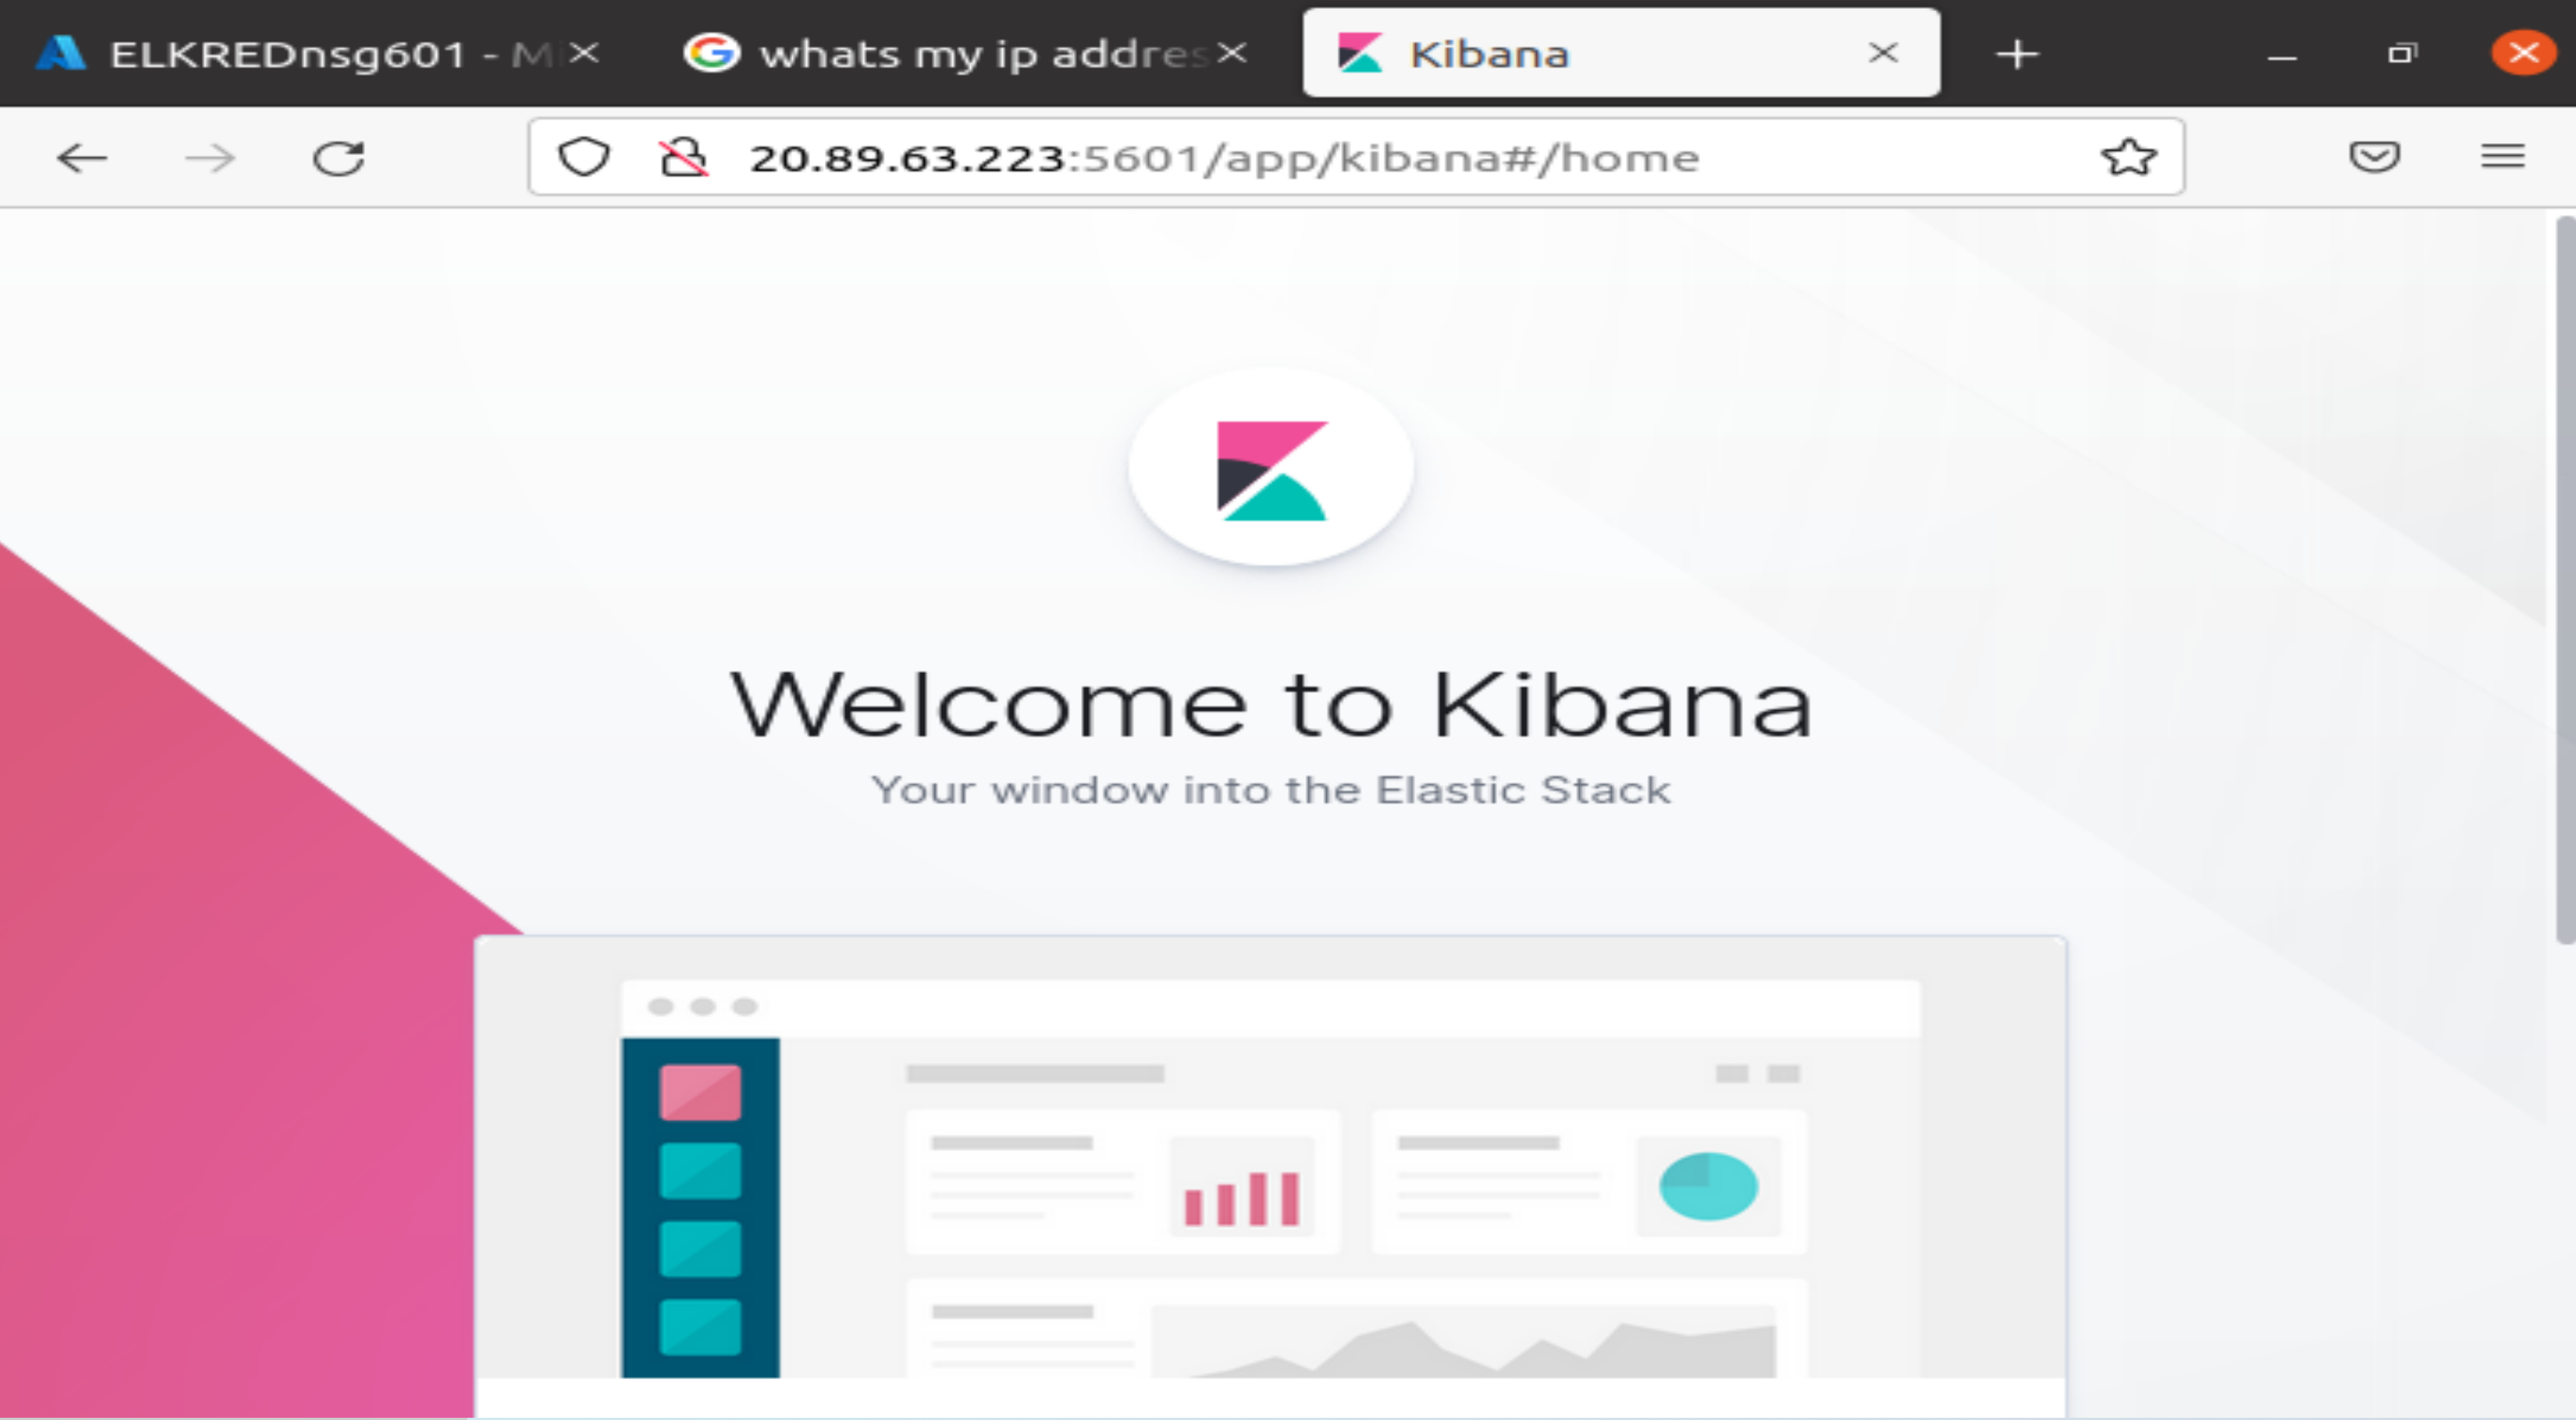 ELKREDnsg601 - M
whats my ip addres
Kibana
20.89.63.223:5601/app/kibana#/home
Welcome to Kibana
Your window into the Elastic Stack